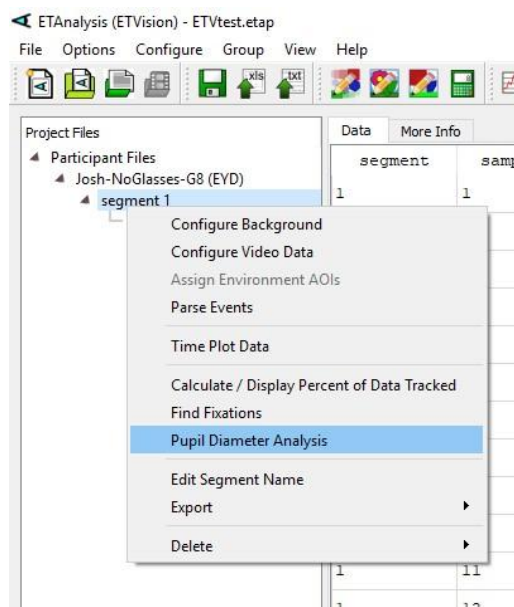 ETAnalysis (ETVision) - ETVtest.etap
File Options Configure Group View Help
xls txt
Project Files
Data More Info
Participant Files
segment samp
Josh-NoGlasses-G8 (EYD)
segment 1
1 1
Configure Background
Configure Video Data
Assign Environment AOIs
Parse Events
Time Plot Data
Calculate / Display Percent of Data Tracked
Find Fixations
Pupil Diameter Analysis
Edit Segment Name
Export
Delete
1 11
1 12